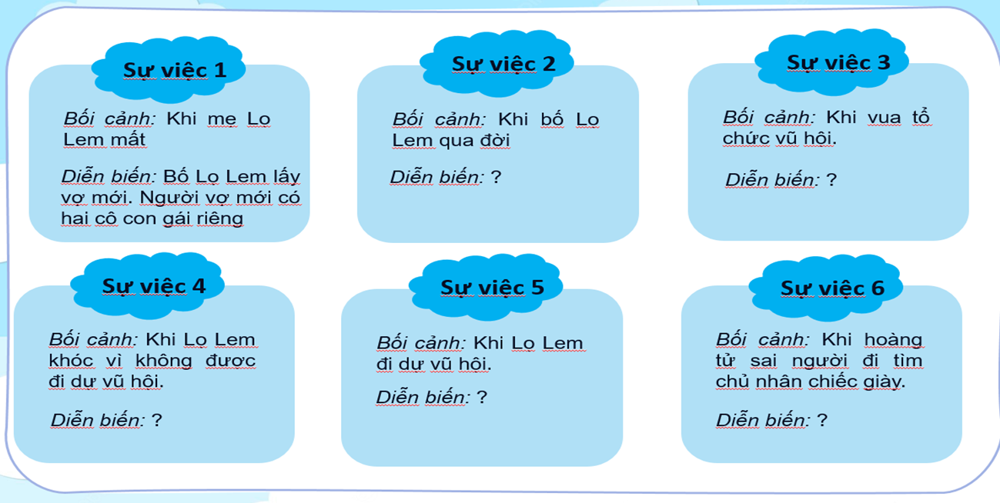 Sự việc 1
Bối cảnh: Khi mẹ Lọ
Lem mất
Diễn biến: Bố Lọ Lem lấy
vợ mới. Người vợ mới có
hai cô con gái riêng
Sự việc 2
Bối cảnh: Khi bố Lọ
Lem qua đời
Diễn biến: ?
Sự việc 3
Bối cảnh: Khi vua tổ
chức vũ hội.
Diễn biến: ?
Sự việc 4
Bối cảnh: Khi Lọ Lem
khóc vì không được
đi dự vũ hội.
Diễn biến: ?
Sự việc 5
Bối cảnh: Khi Lọ Lem
đi dự vũ hội.
Diễn biến: ?
Sự việc 6
Bối cảnh: Khi hoàng
tử sai người đi tìm
chủ nhân chiếc giày.
Diễn biến: ?